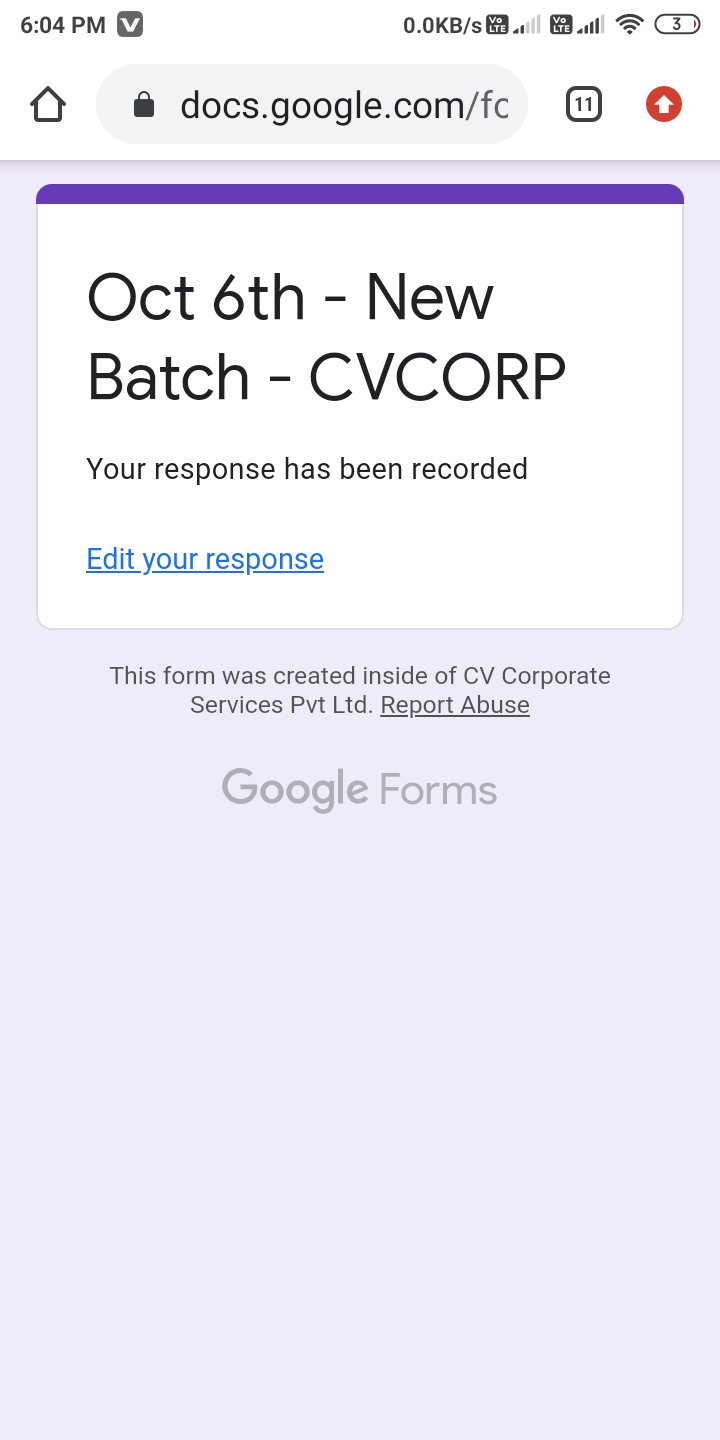 6:04 PM V 0.0KB/s Vo LTE Vo LTE 3
docs.google.com/fo 11
Oct 6th - New
Batch - CVCORP
Your response has been recorded
Edit your response
This form was created inside of CV Corporate
Services Pvt Ltd. Report Abuse
Google Forms